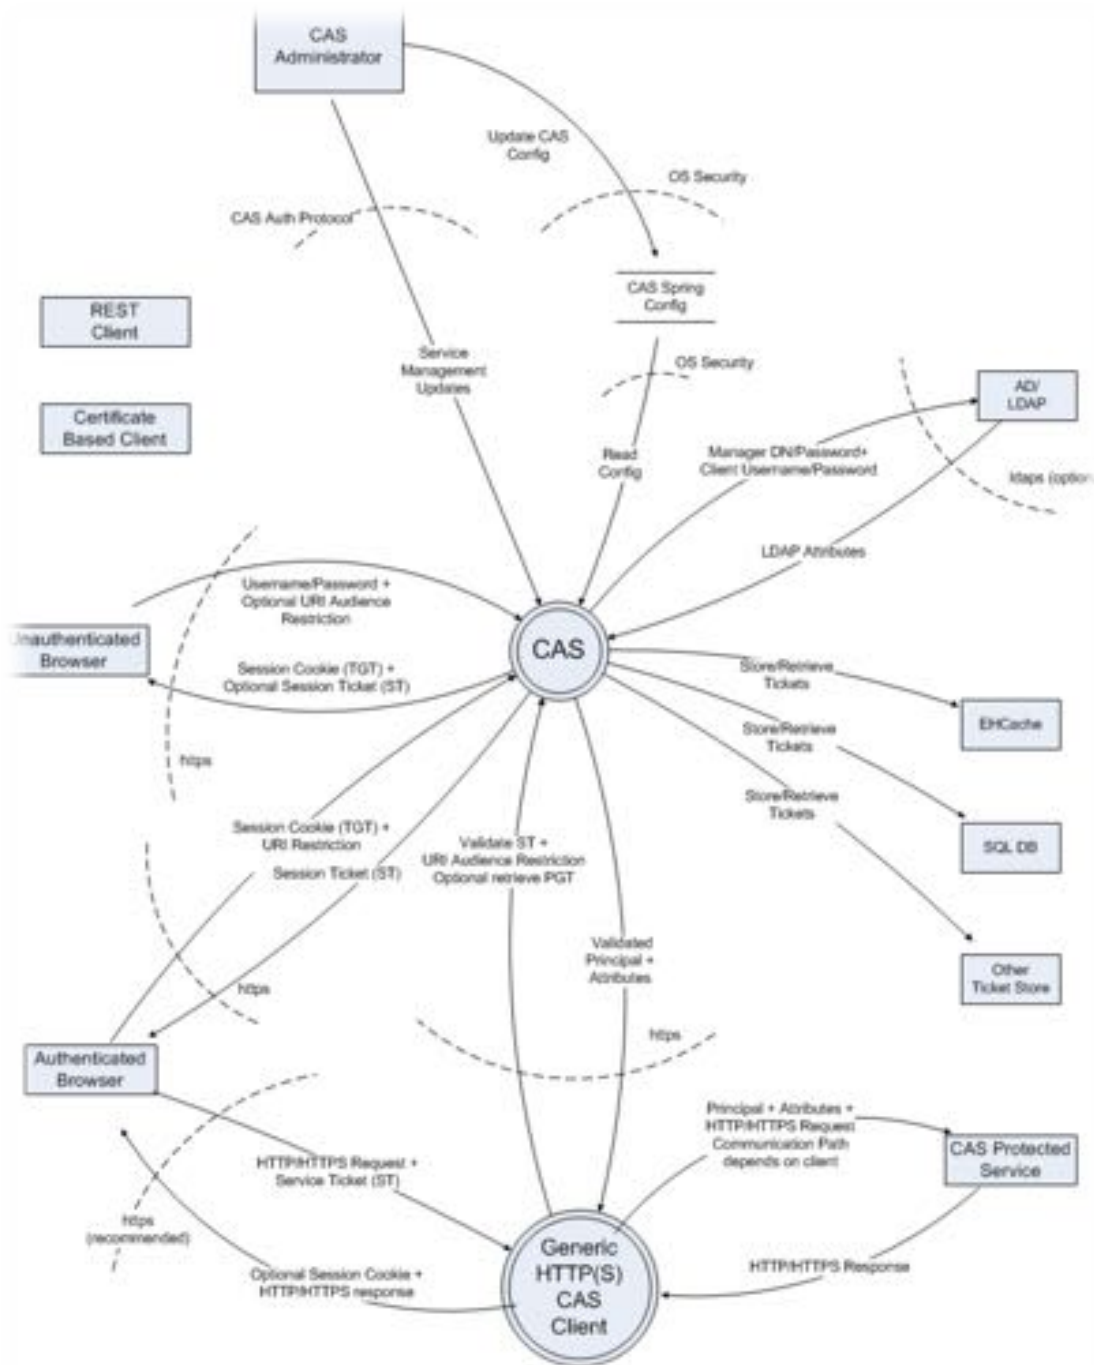 CAS
Administrator
Update CAS
Config
OS Security
CAS Auth Protocol
CAS Spring
Config
REST
Client
Service
Management
Updates
OS Security
AD/
LDAP
Certificate
Based Client
Read
Config
Manager DN/Password+
Client Username/Password
ldaps (option
LDAP Attributes
Username/Password +
Optional URI Audience
Restriction
Unauthenticated
Browser
CAS
Session Cookie (TGT) +
Optional Session Ticket (ST)
Store/Retrieve
Tickets
EHCache
Store/Retrieve
Tickets
https
Store/Retrieve
Tickets
Session Cookie (TGT) +
URI Restriction
Session Ticket (ST)
Validate ST +
URI Audience Restriction
Optional retrieve PGT
SQL DB
Validated
Principal +
Attributes
Other
Ticket Store
https
https
Authenticated
Browser
Principal + Attributes +
HTTP/HTTPS Request
Communication Path
depends on client
CAS Protected
Service
HTTP/HTTPS Request +
Service Ticket (ST)
https
(recommended)
Generic
HTTP(S)
CAS
Client
Optional Session Cookie +
HTTP/HTTPS response
HTTP/HTTPS Response